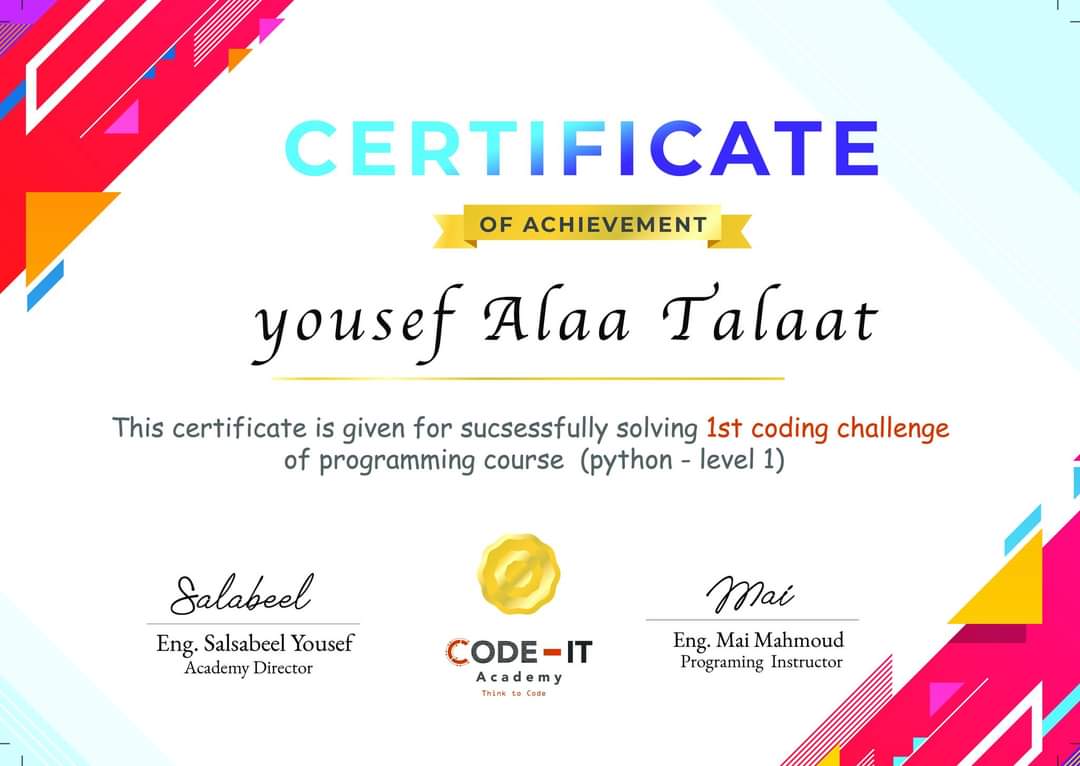 CERTIFICATE
OF ACHIEVEMENT
yousef Alaa Talaat
This certificate is given for sucsessfully solving 1st coding challenge
of programming course (python - level 1)
Salabeel
Eng. Salsabeel Yousef
Academy Director
CODE-IT
Academy
Think to Code
Mai
Eng. Mai Mahmoud
Programing Instructor